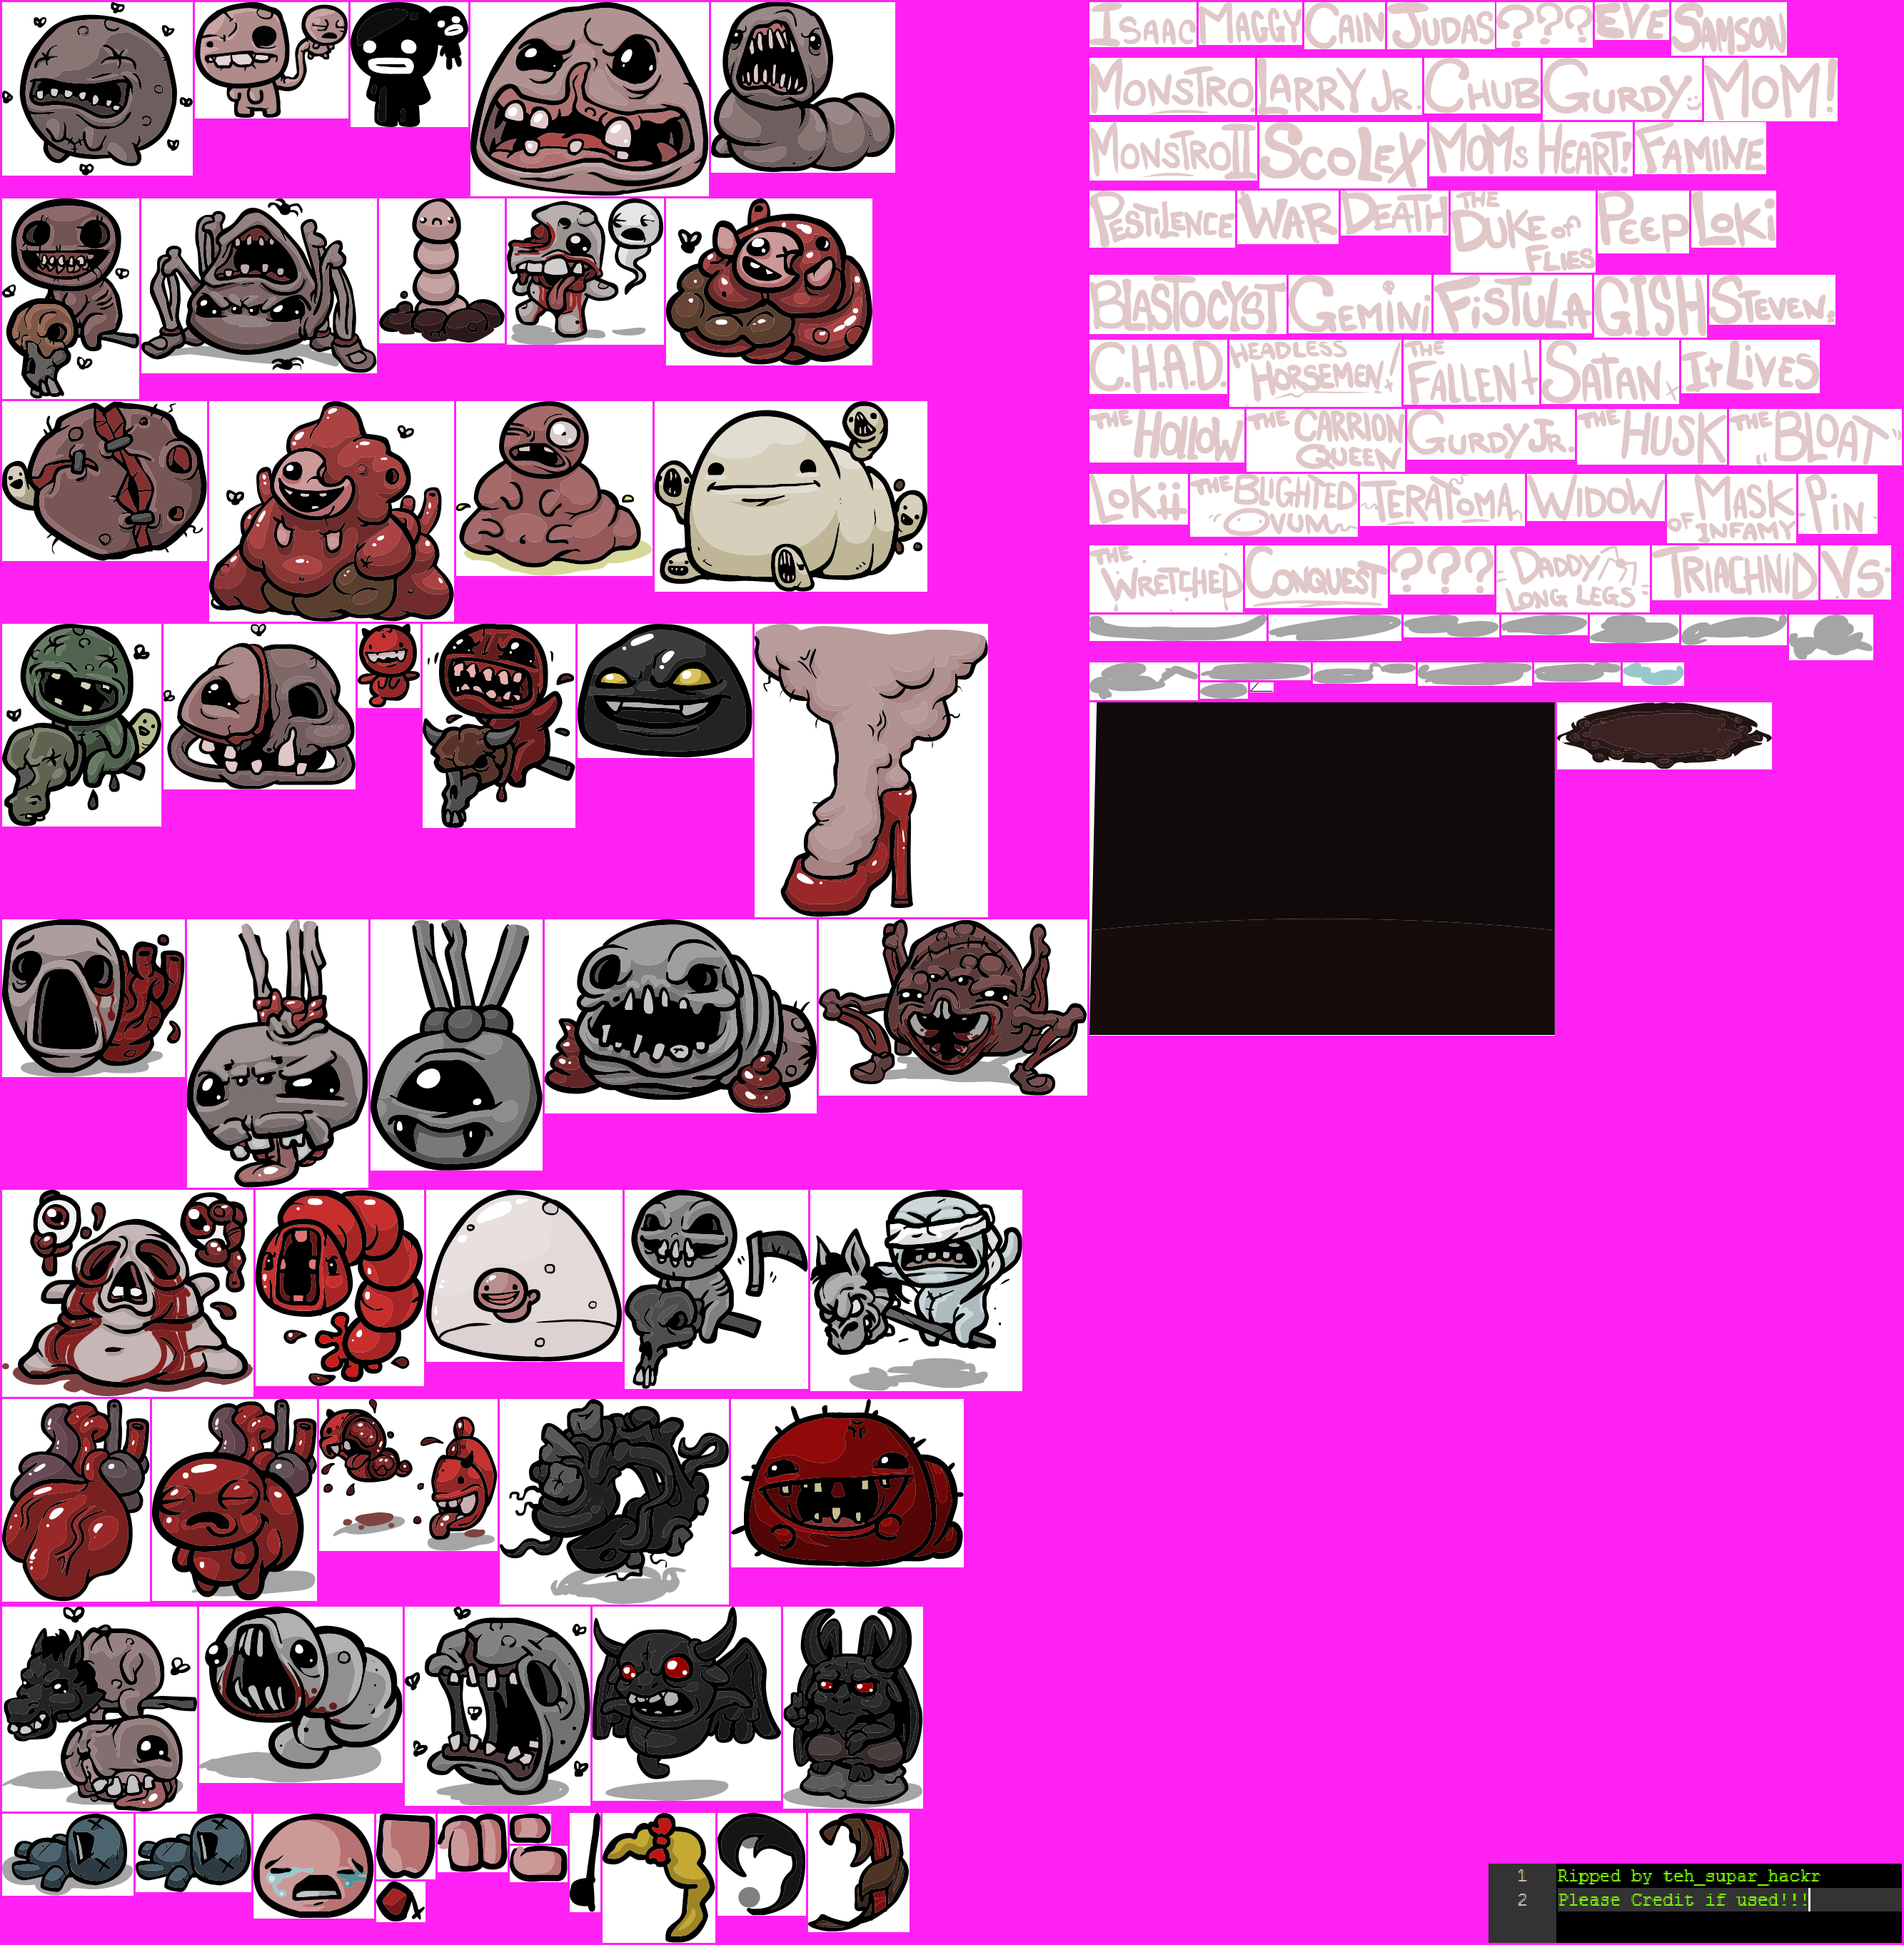 ISAAC MAGGY CAIN JUDAS ??? EVE SAMSON
MONSTRO LARRY JR. CHUB GURDY MOM!
MONSTRO II SCOLEX MOMS HEART! FAMINE
PESTILENCE WAR DEATH THE DUKE OF FLIES PEEP LOKI
BLASTOCYST GEMINI FISTULA GISH STEVEN
C.H.A.D. HEADLESS HORSEMEN! THE FALLEN SATAN IT LIVES
THE HOLLOW THE CARRION QUEEN GURDY JR. THE HUSK THE BLOAT
LOKii THE BLIGHTED OVUM TERATOMA WIDOW MASK OF INFAMY PIN
THE WRETCHED CONQUEST ??? DADDY LONG LEGS TRIACHNID VS.
1 Ripped by teh_supar_hackr
2 Please Credit if used!!!